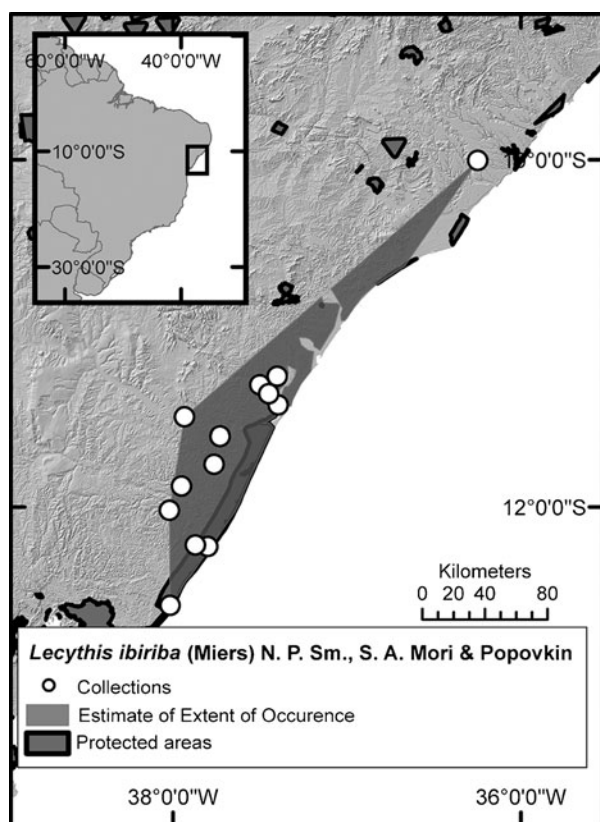 60°0'0"W 40°0'0"W
10°0'0"S
30°0'0"S
10°0'0"S
12°0'0"S
Kilometers
0 20 40 80
Lecythis ibiriba (Miers) N. P. Sm., S. A. Mori & Popovkin
Collections
Estimate of Extent of Occurence
Protected areas
38°0'0"W 36°0'0"W